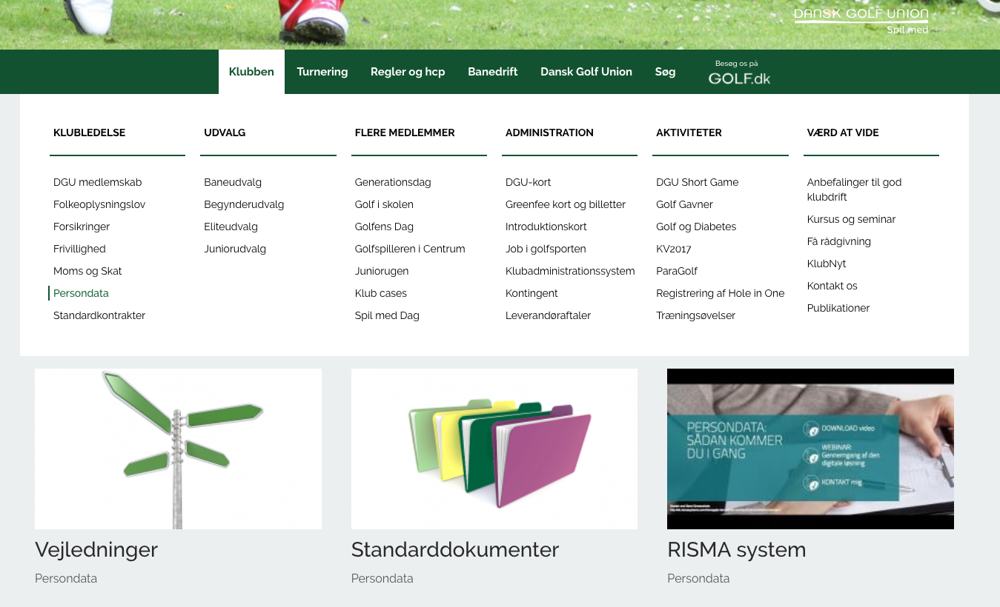 DANSK GOLF UNION
Spil med
Klubben Turnering Regler og hcp Banedrift Dansk Golf Union Søg
Besøg os på
GOLF.dk
KLUBLEDELSE
DGU medlemskab
Folkeoplysningslov
Forsikringer
Frivillighed
Moms og Skat
Persondata
Standardkontrakter
UDVALG
Baneudvalg
Begynderudvalg
Eliteudvalg
Juniorudvalg
FLERE MEDLEMMER
Generationsdag
Golf i skolen
Golfens Dag
Golfspilleren i Centrum
Juniorugen
Klub cases
Spil med Dag
ADMINISTRATION
DGU-kort
Greenfee kort og billetter
Introduktionskort
Job i golfsporten
Klubadministrationssystem
Kontingent
Leverandøraftaler
AKTIVITETER
DGU Short Game
Golf Gavner
Golf og Diabetes
KV2017
ParaGolf
Registrering af Hole in One
Træningsøvelser
VÆRD AT VIDE
Anbefalinger til god
klubdrift
Kursus og seminar
Få rådgivning
KlubNyt
Kontakt os
Publikationer
Vejledninger
Persondata
Standarddokumenter
Persondata
PERSONDATA:
SÅDAN KOMMER
DU I GANG
DOWNLOAD video
WEBINAR:
Gennemgang af den
digitale løsning
KONTAKT mig
RISMA system
Persondata